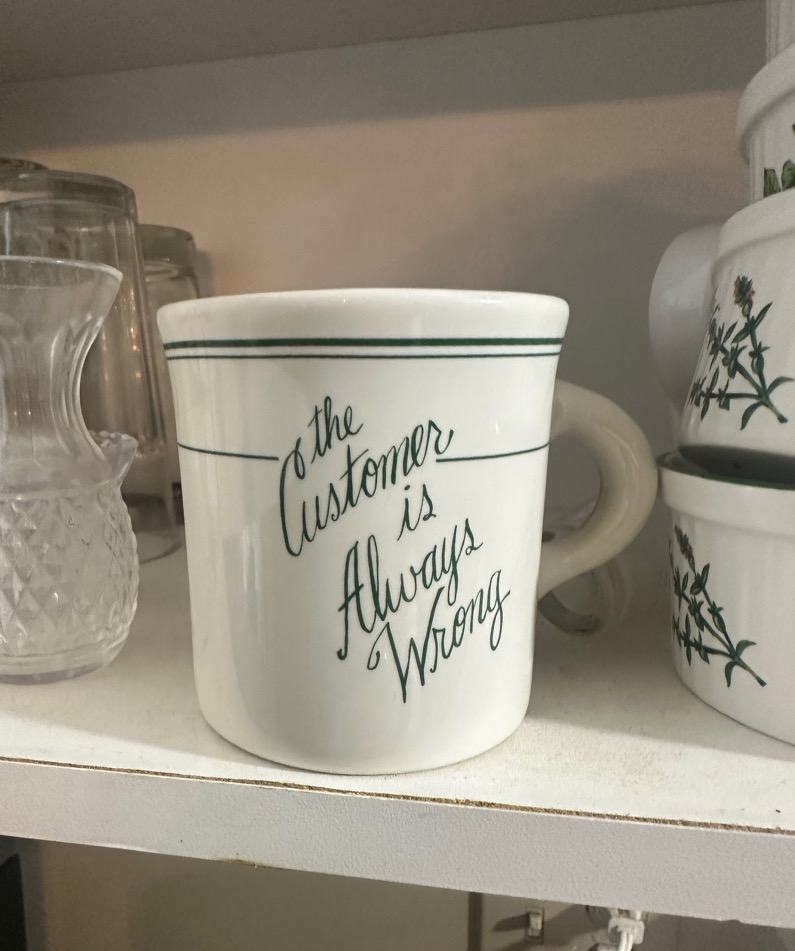 the
Customer
is
Always
Wrong